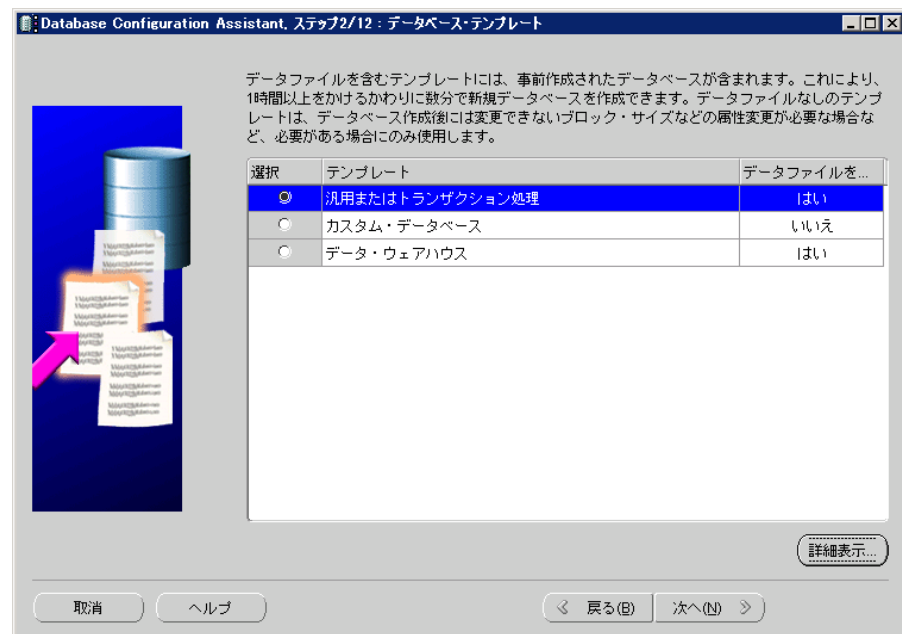 Database Configuration Assistant, ステップ2/12 : データベース・テンプレート
データファイルを含むテンプレートには、事前作成されたデータベースが含まれます。これにより、
1時間以上をかけるかわりに数分で新規データベースを作成できます。データファイルなしのテンプ
レートは、データベース作成後には変更できないブロック・サイズなどの属性変更が必要な場合な
ど、必要がある場合にのみ使用します。
選択 テンプレート データファイルを...
汎用またはトランザクション処理 はい
カスタム・データベース いいえ
データ・ウェアハウス はい
詳細表示...
取消 ヘルプ 戻る(B) 次へ(N)